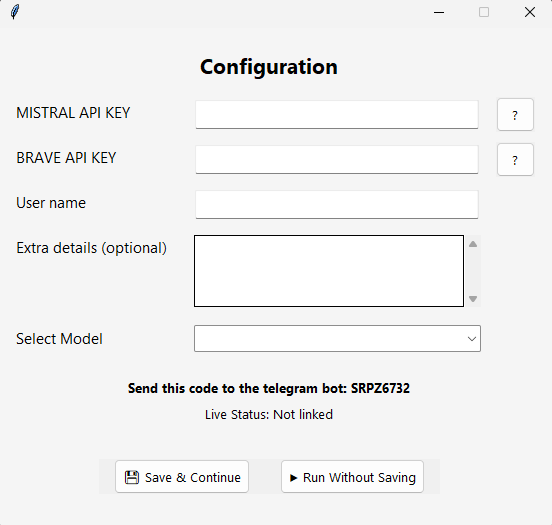 Configuration
MISTRAL API KEY
?
BRAVE API KEY
?
User name
Extra details (optional)
Select Model
Send this code to the telegram bot: SRPZ6732
Live Status: Not linked
Save & Continue
Run Without Saving